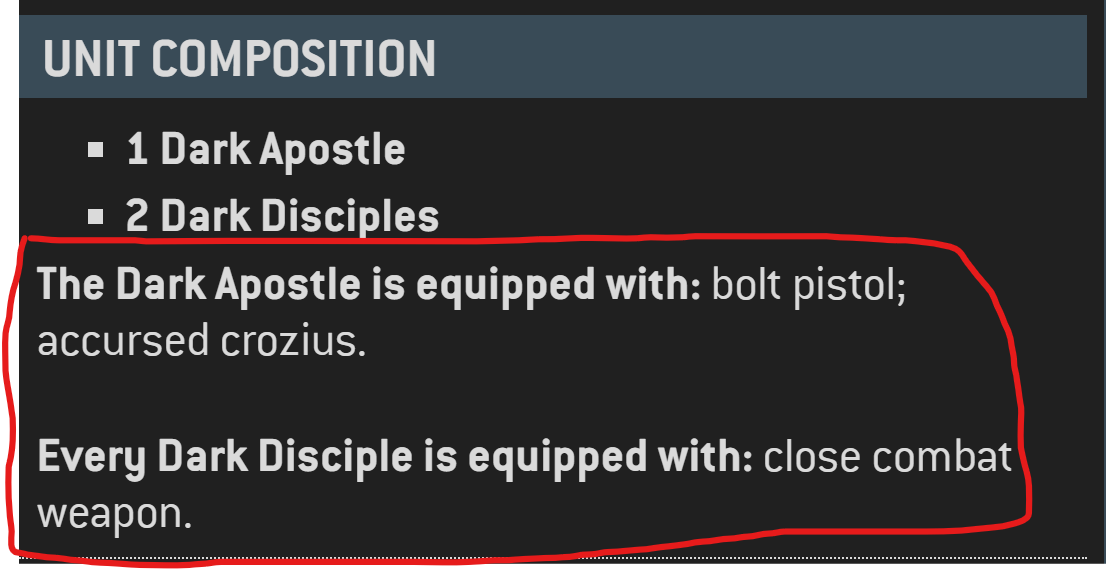 UNIT COMPOSITION
1 Dark Apostle
2 Dark Disciples
The Dark Apostle is equipped with: bolt pistol;
accursed crozius.
Every Dark Disciple is equipped with: close combat
weapon.